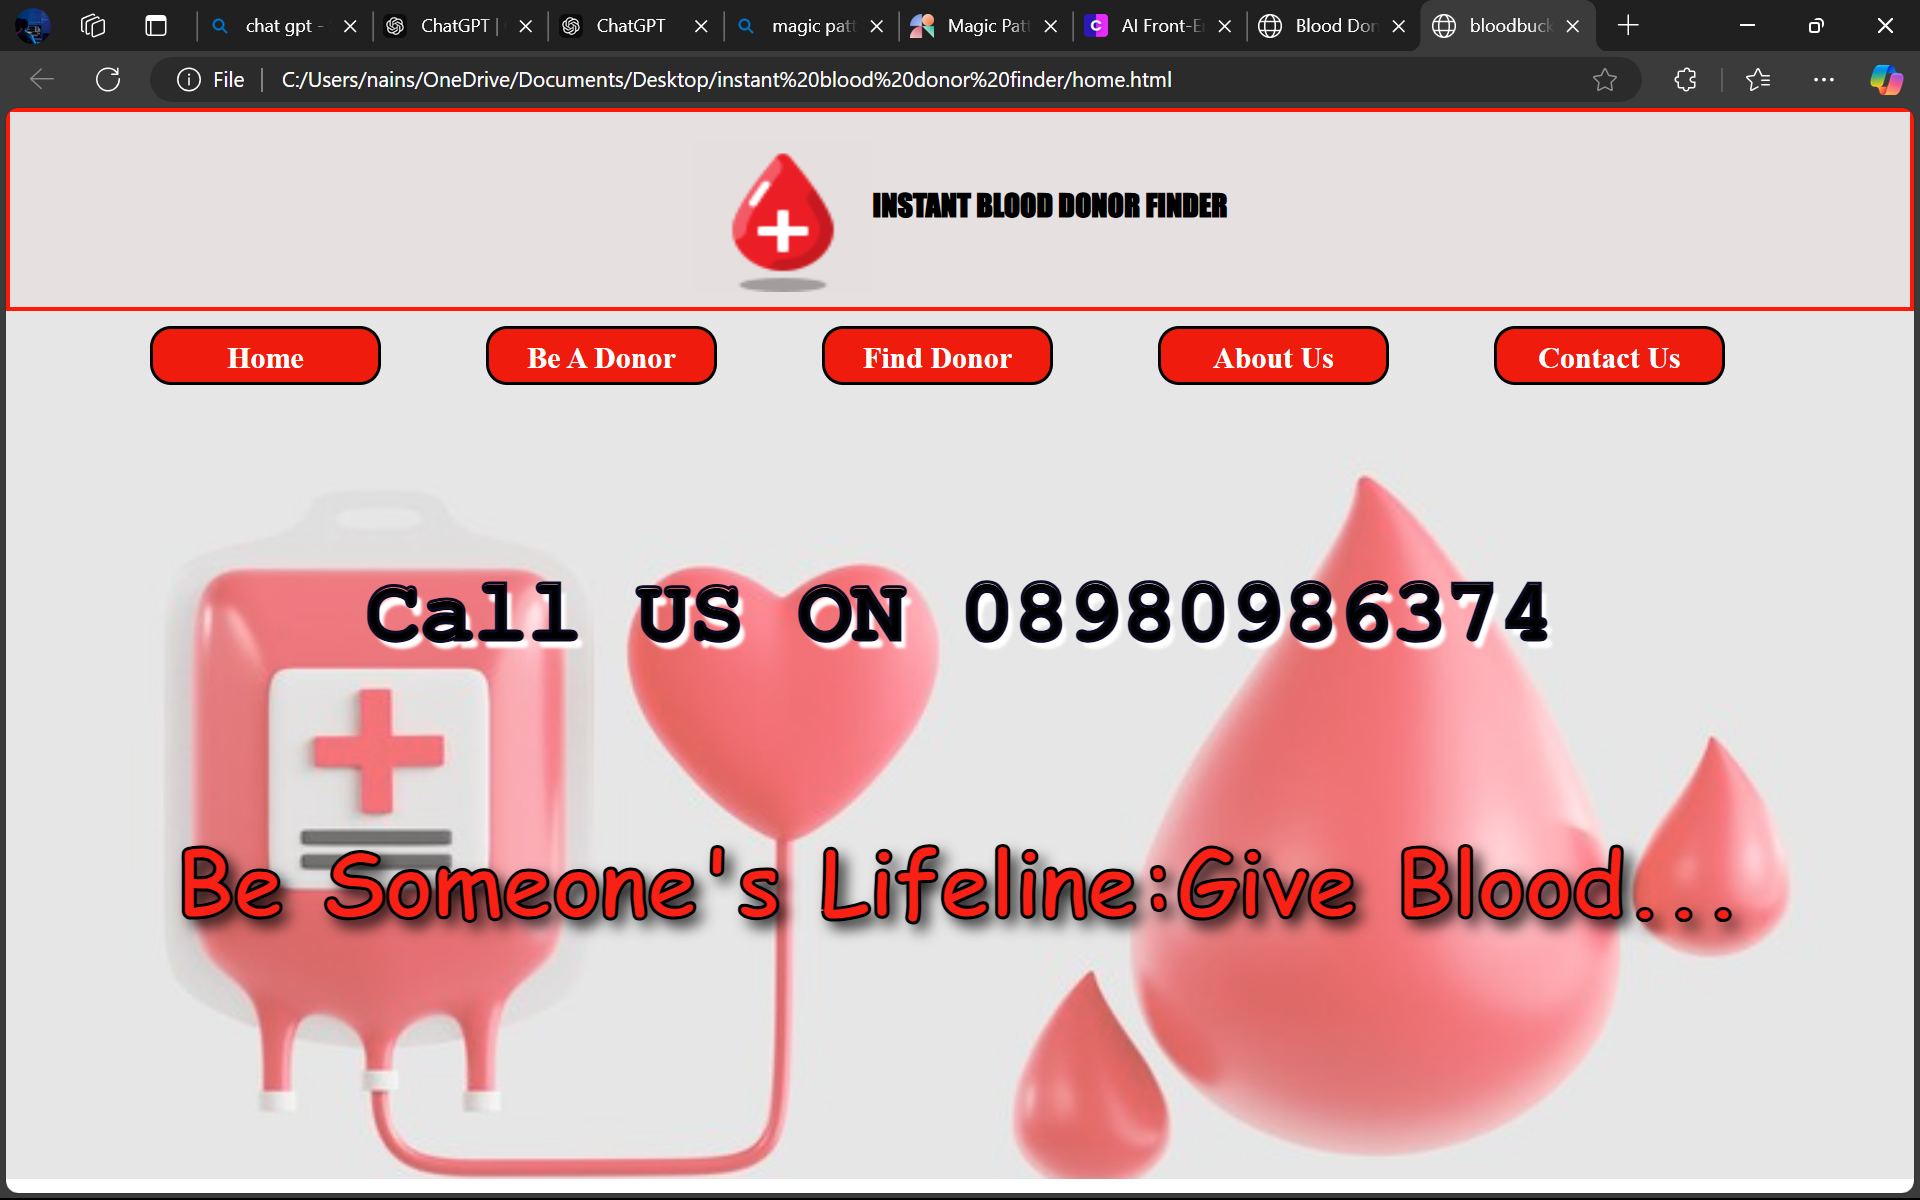 chat gpt -
ChatGPT |
ChatGPT
magic patt
Magic Patt
AI Front-E
Blood Don
bloodbuck
File
C:/Users/nains/OneDrive/Documents/Desktop/instant%20blood%20donor%20finder/home.html
INSTANT BLOOD DONOR FINDER
Home
Be A Donor
Find Donor
About Us
Contact Us
Call US ON 08980986374
Be Someone's Lifeline:Give Blood...